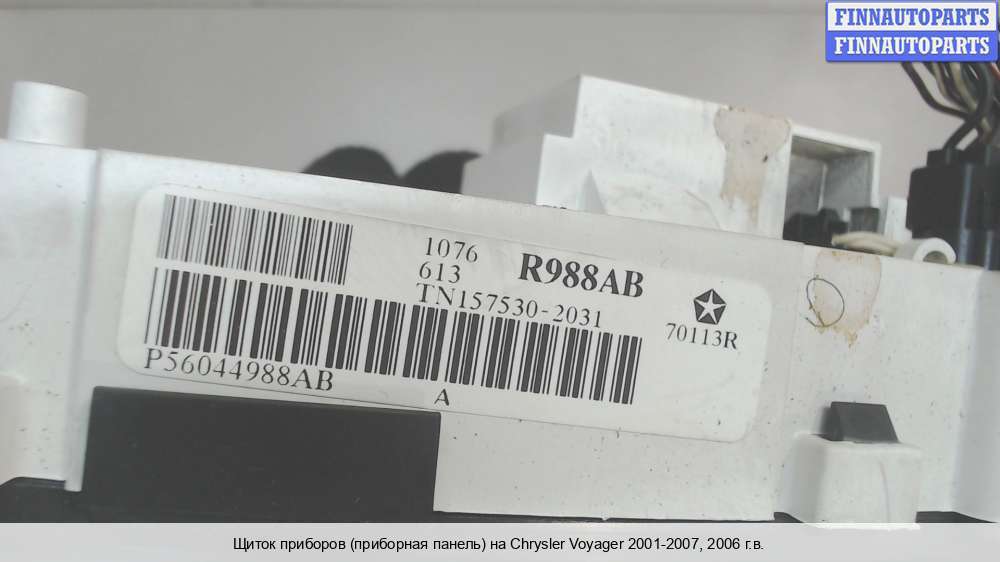 FINNAUTOPARTS
FINNAUTOPARTS
1076
613
R988AB
TN157530-2031
70113R
P56044988AB
A
Щиток приборов (приборная панель) на Chrysler Voyager 2001-2007, 2006 г.в.